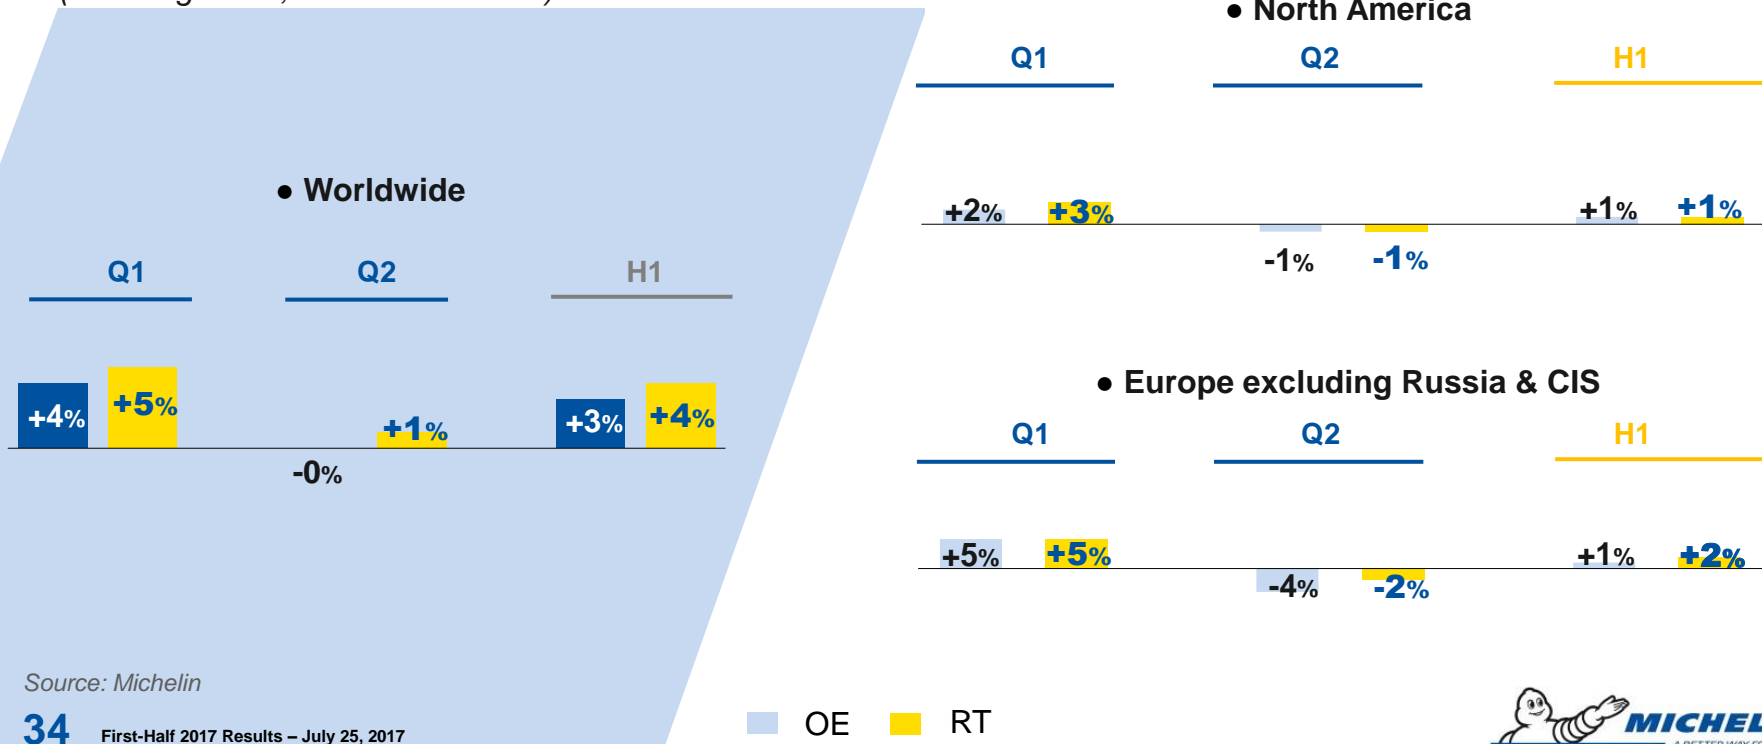 ● Worldwide
Q1 Q2 H1
+4% +5% -0% +1% +3% +4%
● North America
Q1 Q2 H1
+2% +3% -1% -1% +1% +1%
● Europe excluding Russia & CIS
Q1 Q2 H1
+5% +5% -4% -2% +1% +2%
Source: Michelin
34 First-Half 2017 Results – July 25, 2017
OE RT